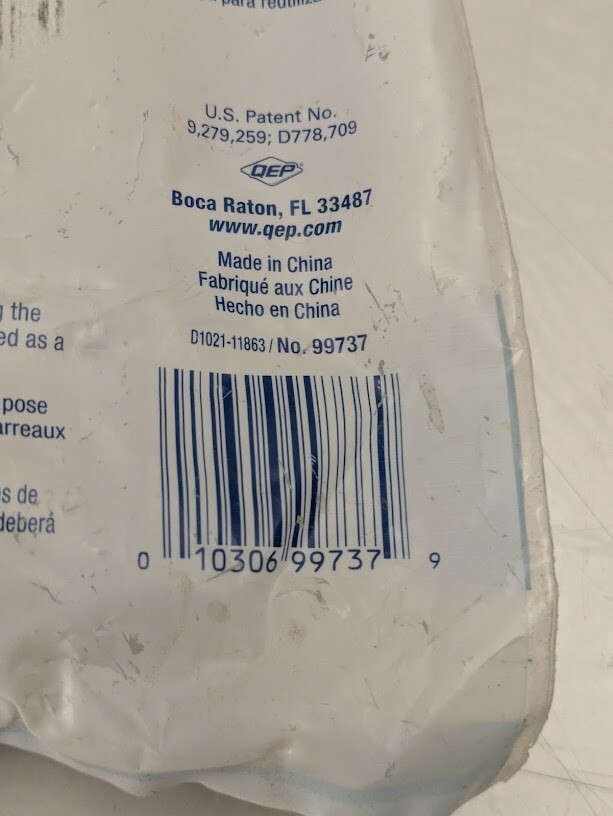 para
U.S. Patent No.
9,279,259; D778,709
QEP
Boca Raton, FL 33487
www.qep.com
Made in China
Fabriqué aux Chine
Hecho en China
D1021-11863 / No. 99737
the
ed as a
pose
arreaux
s de
deberá
0 10306 99737 9